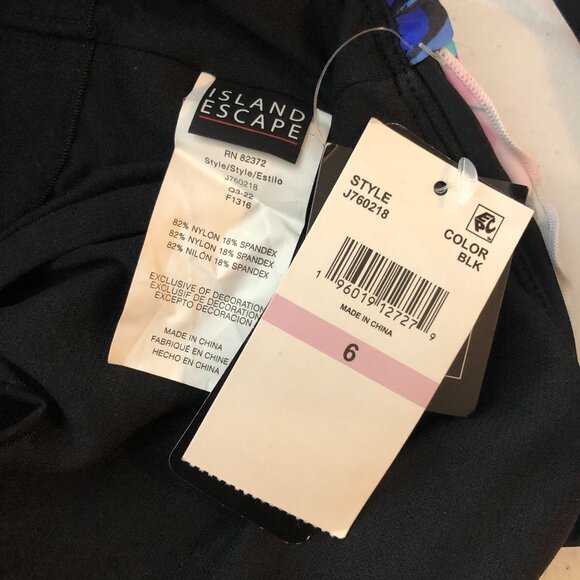 ISLAND
ESCAPE
RN 82372
Style/Style/Estilo
J760218
Q3-22
F1316
82% NYLON 18% SPANDEX
82% NYLON 18% SPANDEX
82% NILÓN 18% SPANDEX
EXCLUSIVE OF DECORATION
EXCLUSIF DE DECORATION
EXCEPTO DECORACION
MADE IN CHINA
FABRIQUÉ EN CHINE
HECHO EN CHINA
STYLE
J760218
COLOR
BLK
1 96019 12727 9
MADE IN CHINA
6